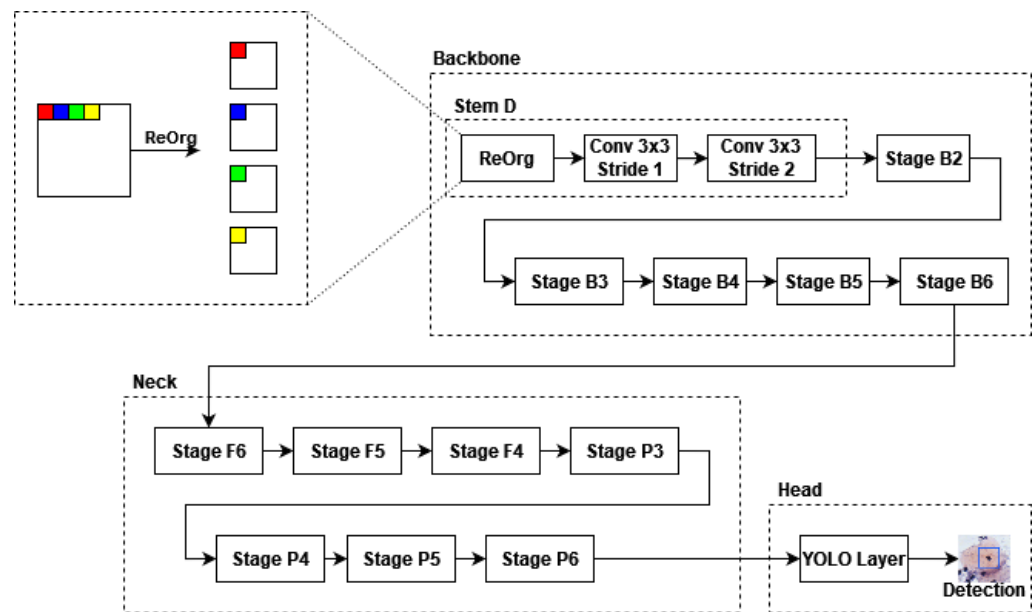 Backbone
Stem D
ReOrg
ReOrg
Conv 3x3
Stride 1
Conv 3x3
Stride 2
Stage B2
Stage B3
Stage B4
Stage B5
Stage B6
Neck
Stage F6
Stage F5
Stage F4
Stage P3
Head
Stage P4
Stage P5
Stage P6
YOLO Layer
Detection